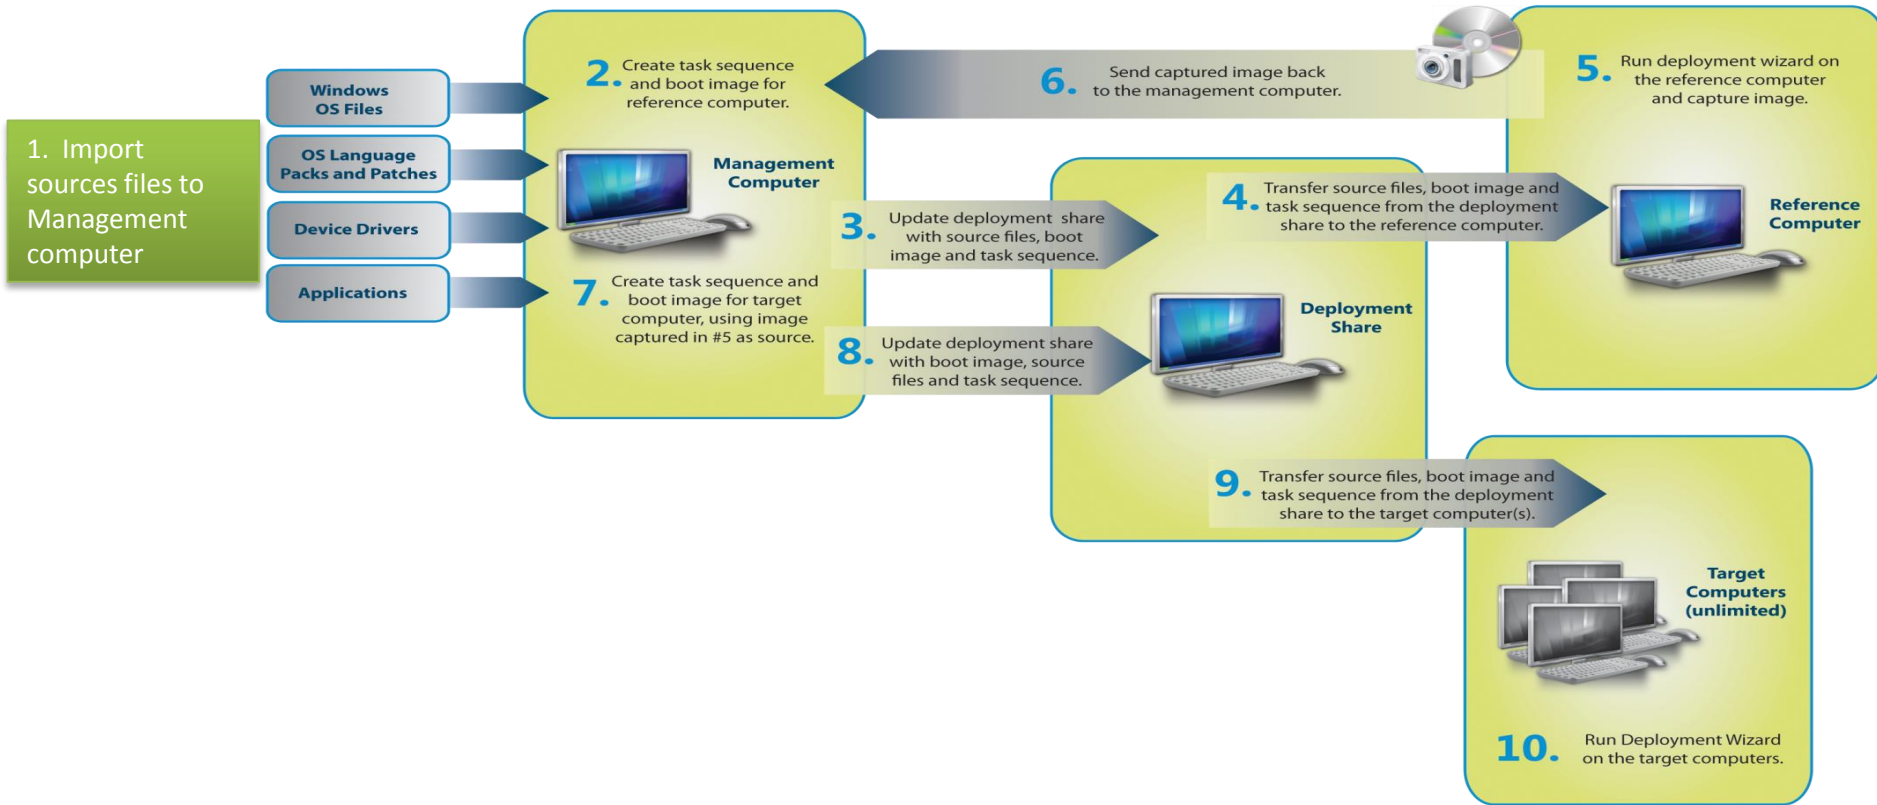 1. Import
sources files to
Management
computer
Windows
OS Files
OS Language
Packs and Patches
Device Drivers
Applications
2. Create task sequence
and boot image for
reference computer.
Management
Computer
3. Update deployment share
with source files, boot
image and task sequence.
4. Transfer source files, boot image and
task sequence from the deployment
share to the reference computer.
5. Run deployment wizard on
the reference computer
and capture image.
Reference
Computer
6. Send captured image back
to the management computer.
7. Create task sequence and
boot image for target
computer, using image
captured in #5 as source.
8. Update deployment share
with boot image, source
files and task sequence.
Deployment
Share
9. Transfer source files, boot image and
task sequence from the deployment
share to the target computer(s).
Target
Computers
(unlimited)
10. Run Deployment Wizard
on the target computers.